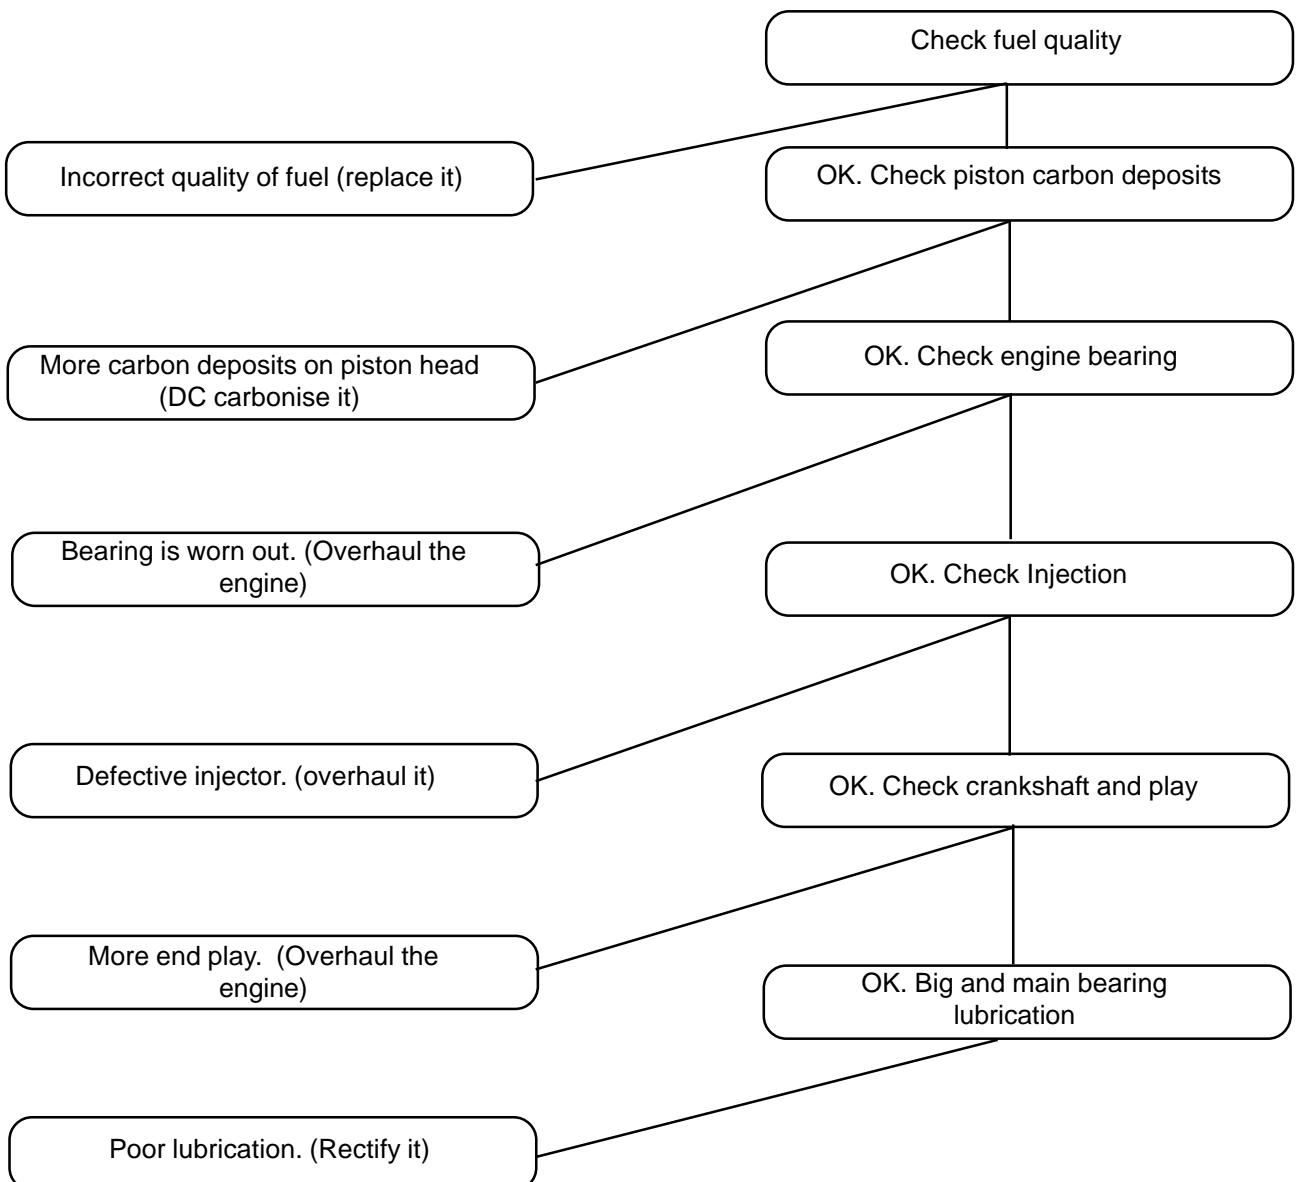 Check fuel quality
Incorrect quality of fuel (replace it)
OK. Check piston carbon deposits
More carbon deposits on piston head
(DC carbonise it)
OK. Check engine bearing
Bearing is worn out. (Overhaul the
engine)
OK. Check Injection
Defective injector. (overhaul it)
OK. Check crankshaft and play
More end play.  (Overhaul the
engine)
OK. Big and main bearing
lubrication
Poor lubrication. (Rectify it)